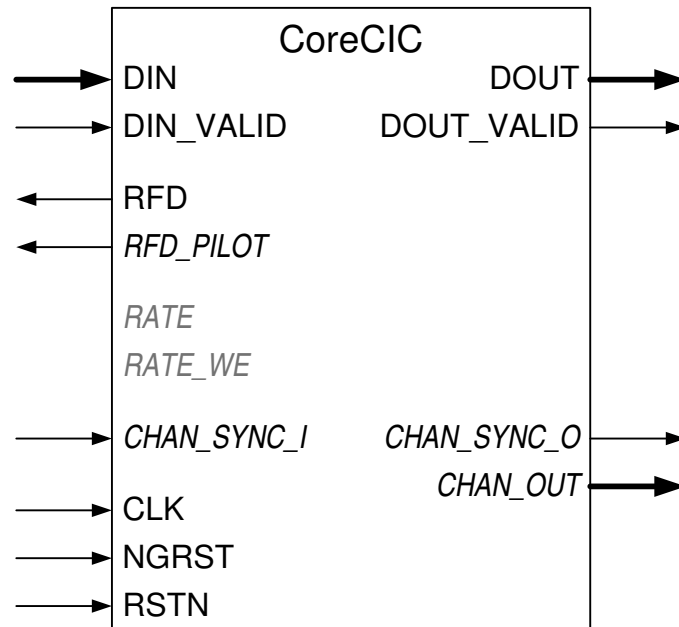 CoreCIC
DIN DOUT
DIN_VALID DOUT_VALID
RFD
RFD_PILOT
RATE
RATE_WE
CHAN_SYNC_I CHAN_SYNC_O
CHAN_OUT
CLK
NGRST
RSTN